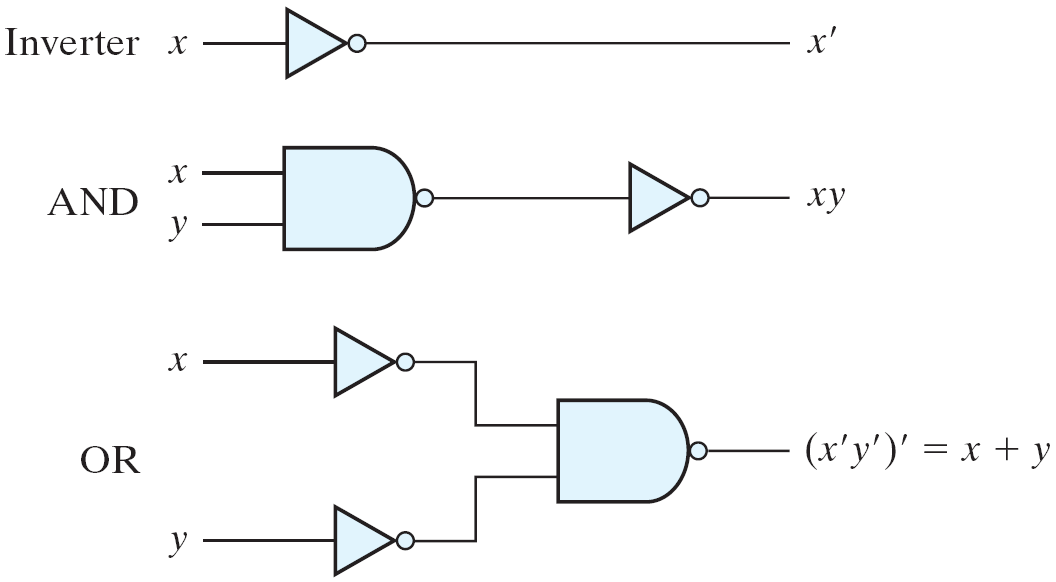 Inverter x x′
x
AND xy
y
x
OR (x′y′)′ = x + y
y